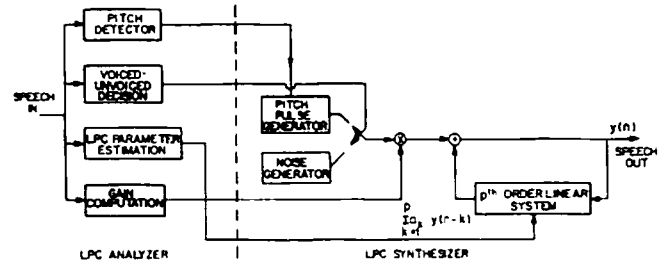 PITCH
DETECTOR
VOICED-
UNVOICED
DECISION
SPEECH
IN
LPC PARAMETER
ESTIMATION
GAIN
COMPUTATION
PITCH
PULSE
GENERATOR
NOISE
GENERATOR
X
+
y(n)
SPEECH
OUT
pth ORDER LINEAR
SYSTEM
p
Σ ak y(n-k)
k=1
LPC ANALYZER
LPC SYNTHESIZER